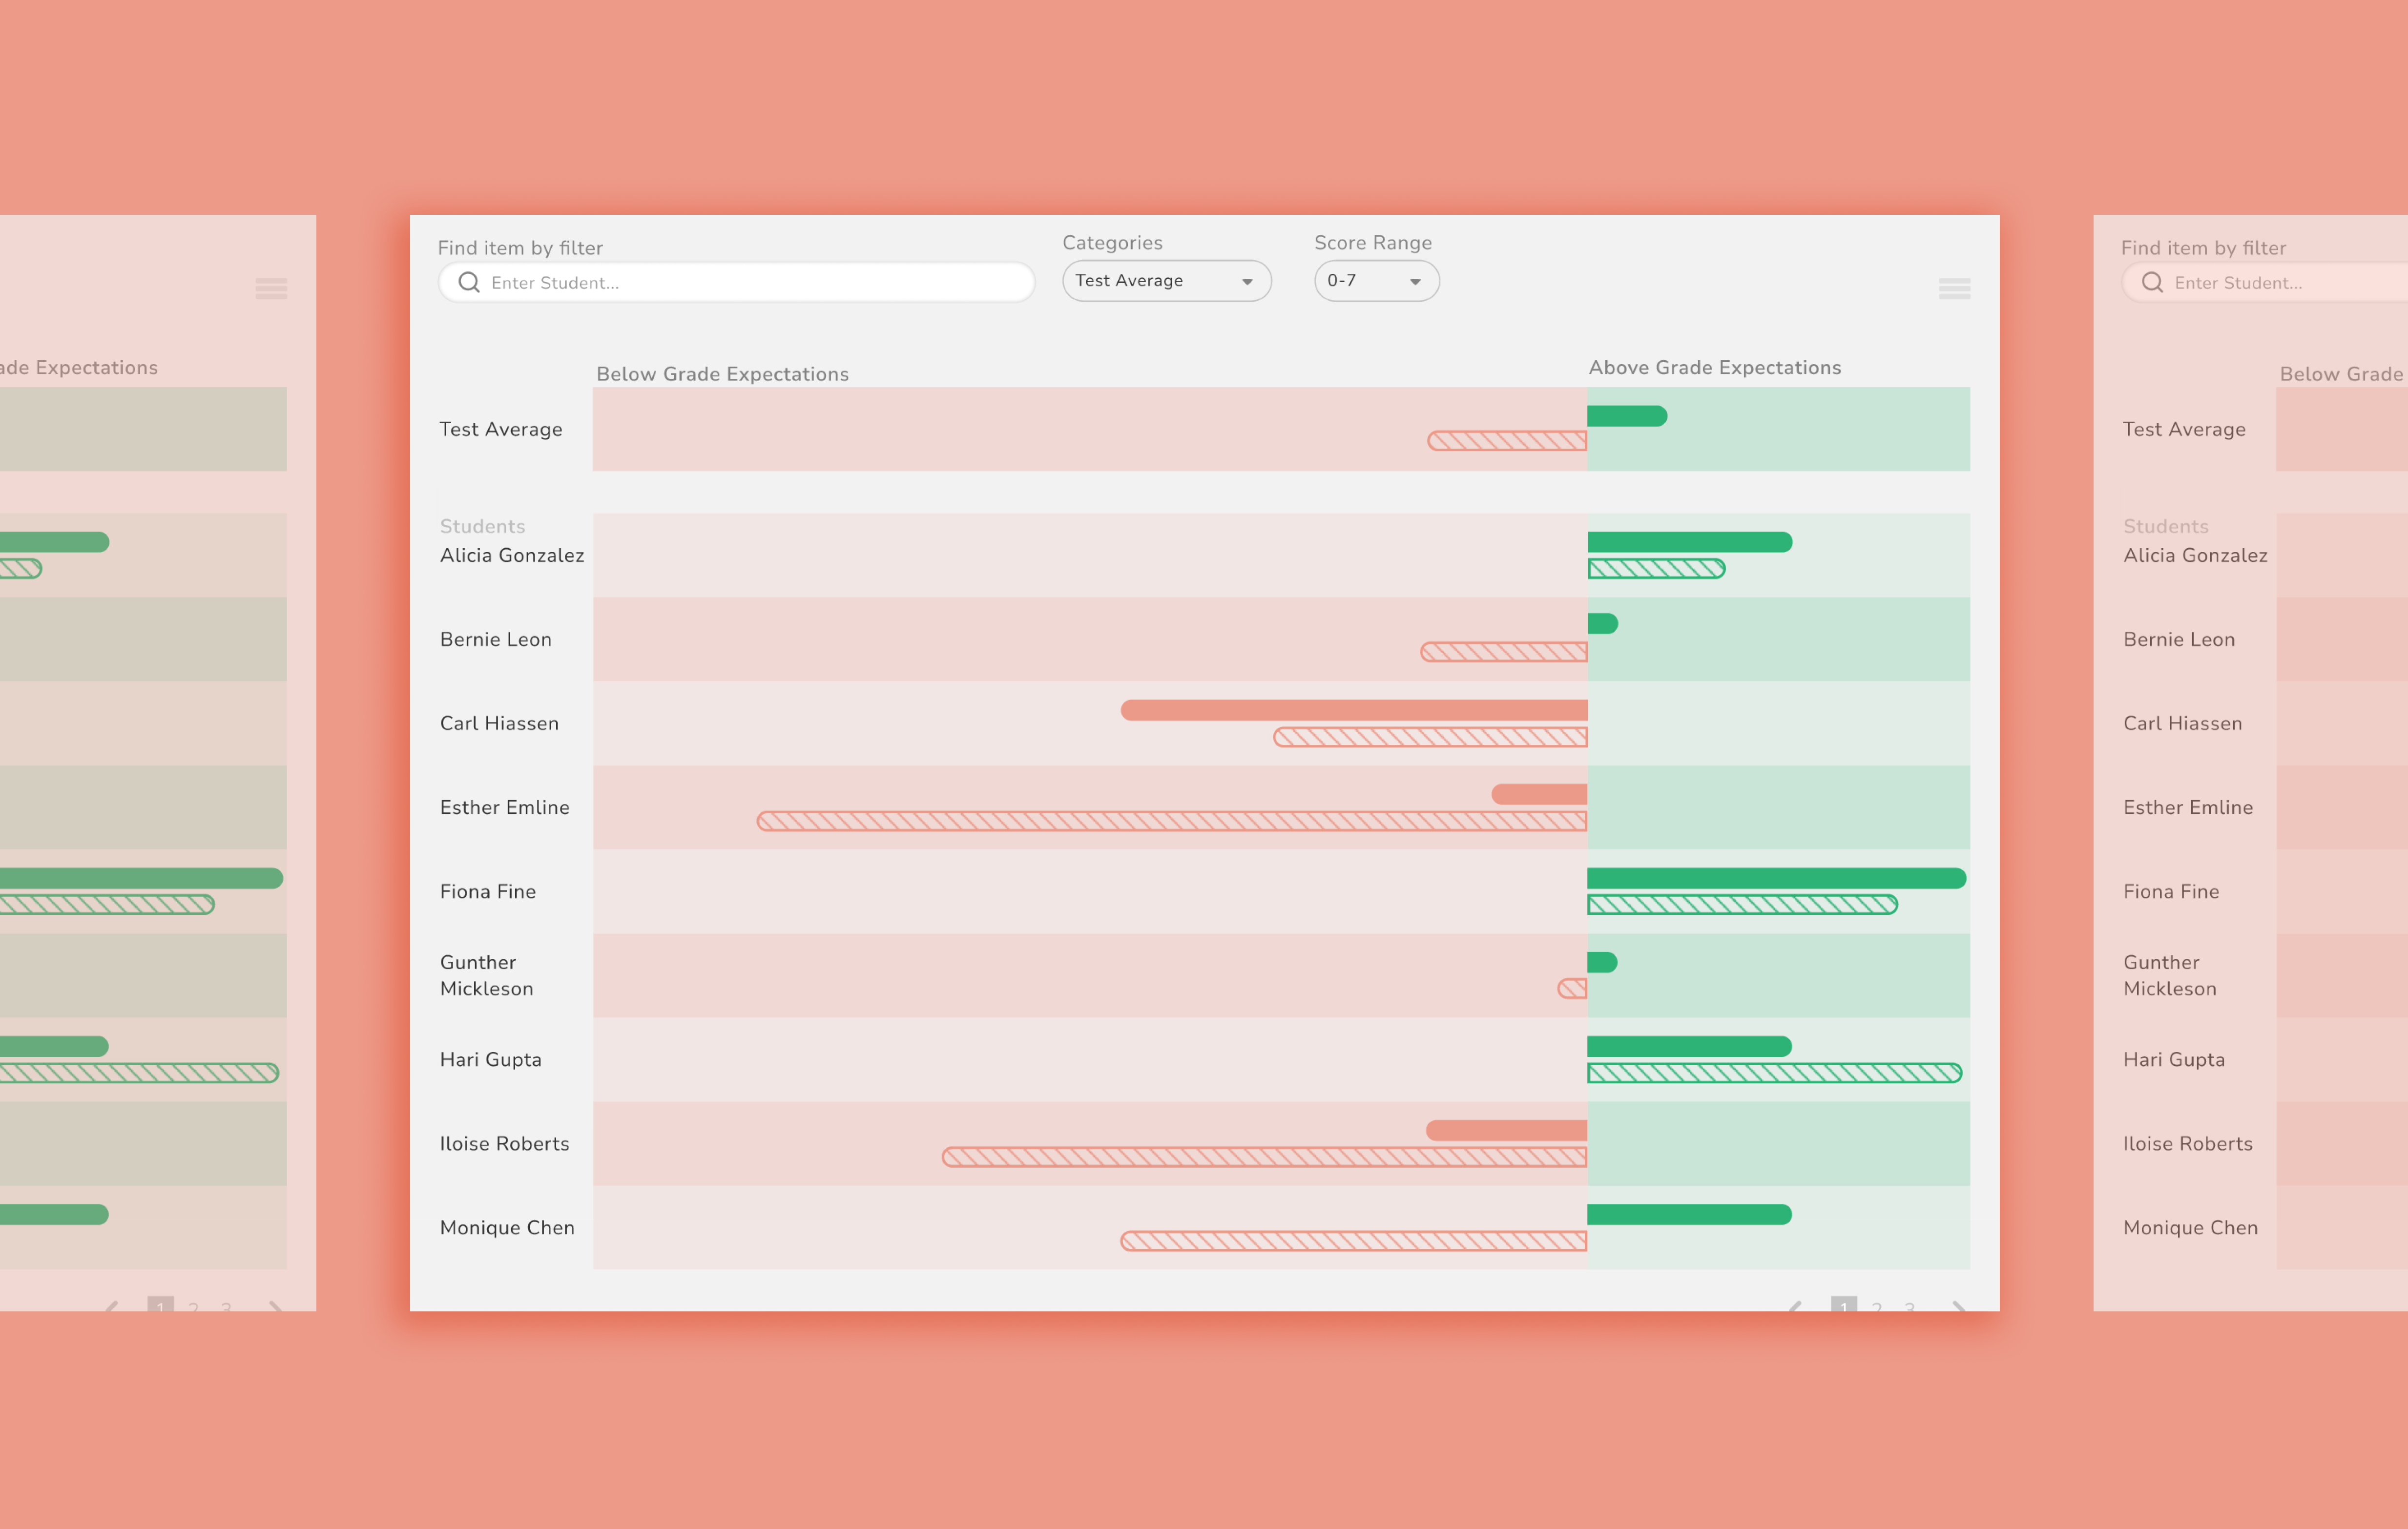 ade Expectations
1 2 3
Find item by filter
Enter Student...
Categories
Test Average
Score Range
0-7
Below Grade Expectations
Above Grade Expectations
Test Average
Students
Alicia Gonzalez
Bernie Leon
Carl Hiassen
Esther Emline
Fiona Fine
Gunther
Mickleson
Hari Gupta
Iloise Roberts
Monique Chen
1 2 3
Find item by filter
Enter Student...
Below Grade
Test Average
Students
Alicia Gonzalez
Bernie Leon
Carl Hiassen
Esther Emline
Fiona Fine
Gunther
Mickleson
Hari Gupta
Iloise Roberts
Monique Chen